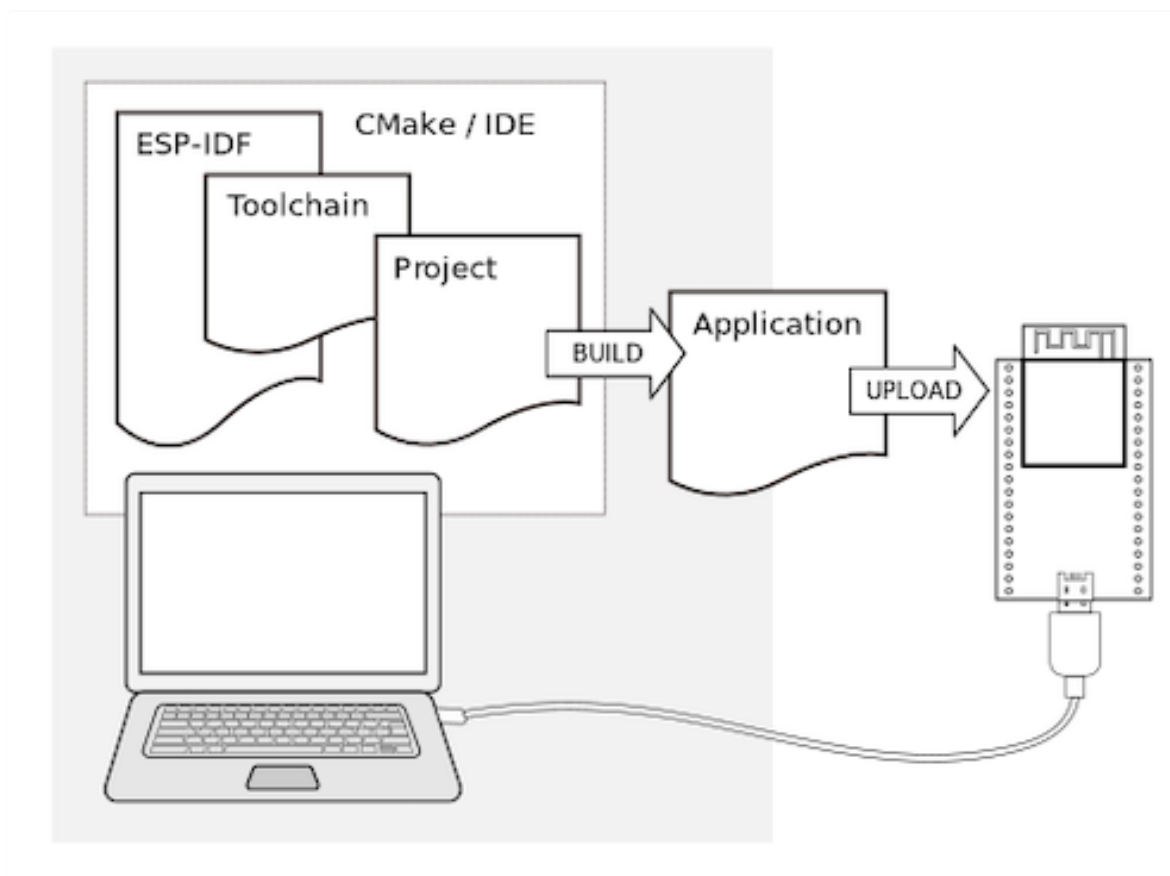 ESP-IDF
CMake / IDE
Toolchain
Project
BUILD
Application
UPLOAD